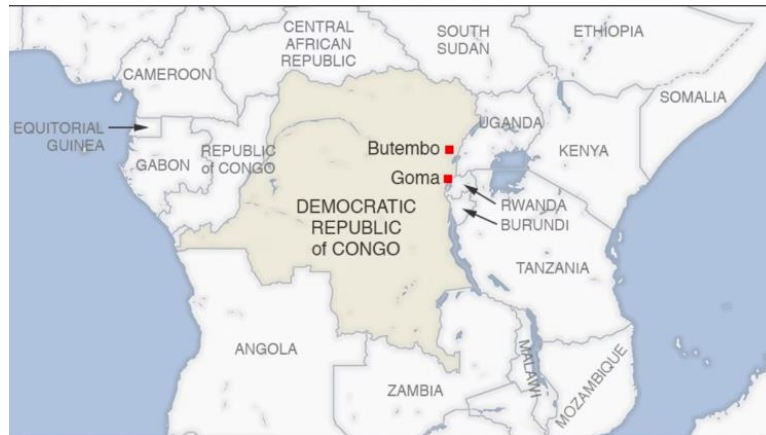 CENTRAL
AFRICAN
REPUBLIC
SOUTH
SUDAN
ETHIOPIA
CAMEROON
SOMALIA
EQUITORIAL
GUINEA
UGANDA
Butembo
KENYA
GABON
REPUBLIC
of CONGO
Goma
RWANDA
BURUNDI
DEMOCRATIC
REPUBLIC
of CONGO
TANZANIA
ANGOLA
MALAWI
MOZAMBIQUE
ZAMBIA